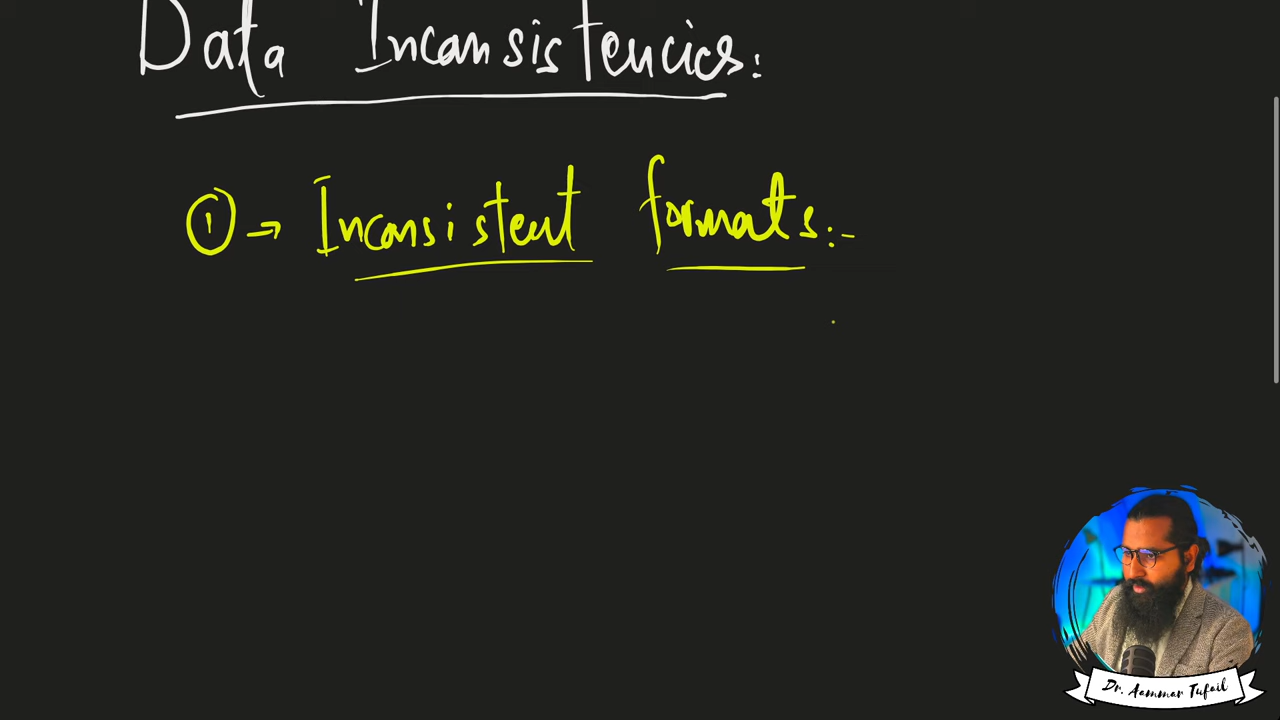 Data Inconsistencies:
① → Inconsistent formats:-
Dr. Aammar Tufail